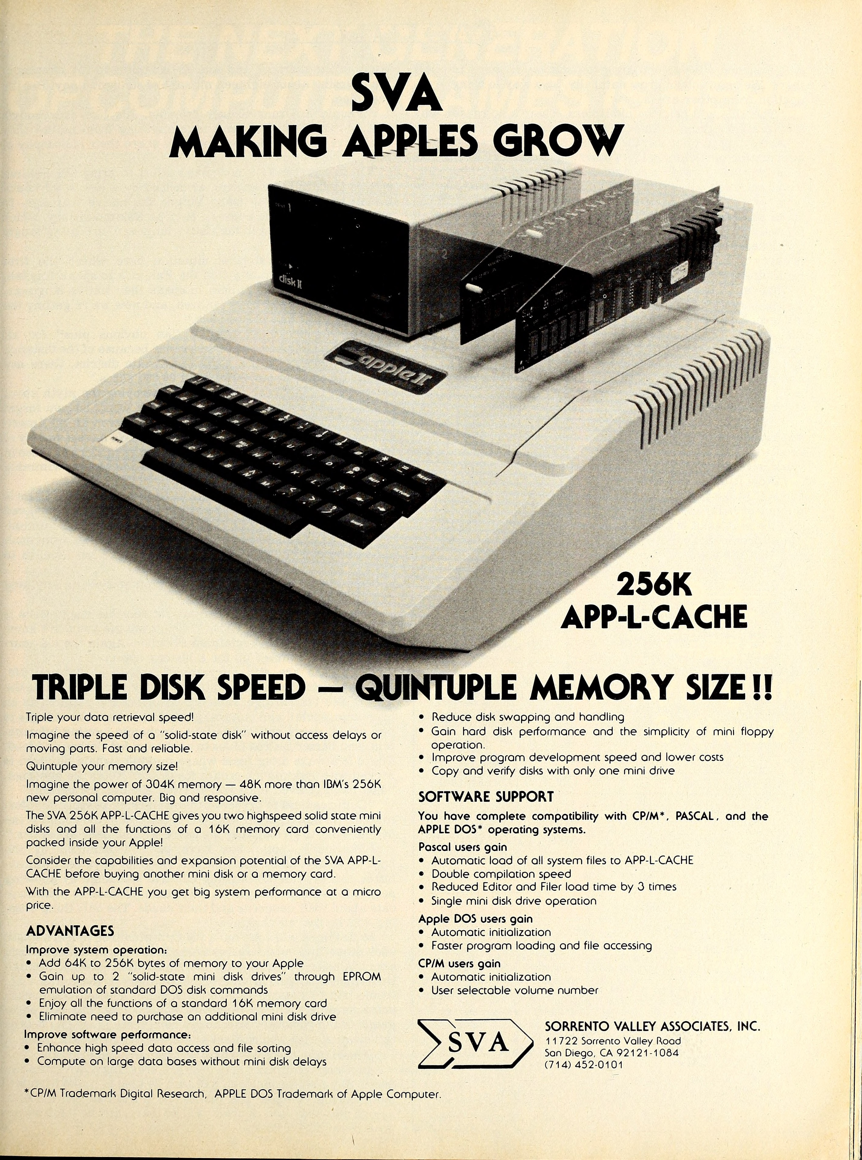 SVA
MAKING APPLES GROW
disk II
2
apple II
POWER
256K
APP-L-CACHE
TRIPLE DISK SPEED — QUINTUPLE MEMORY SIZE!!
Triple your data retrieval speed!
Imagine the speed of a "solid-state disk" without access delays or
moving parts. Fast and reliable.
Quintuple your memory size!
Imagine the power of 304K memory — 48K more than IBM's 256K
new personal computer. Big and responsive.
The SVA 256K APP-L-CACHE gives you two highspeed solid state mini
disks and all the functions of a 16K memory card conveniently
packed inside your Apple!
Consider the capabilities and expansion potential of the SVA APP-L-
CACHE before buying another mini disk or a memory card.
With the APP-L-CACHE you get big system performance at a micro
price.
ADVANTAGES
Improve system operation:
• Add 64K to 256K bytes of memory to your Apple
• Gain up to 2 "solid-state mini disk drives" through EPROM
emulation of standard DOS disk commands
• Enjoy all the functions of a standard 16K memory card
• Eliminate need to purchase an additional mini disk drive
Improve software performance:
• Enhance high speed data access and file sorting
• Compute on large data bases without mini disk delays
• Reduce disk swapping and handling
• Gain hard disk performance and the simplicity of mini floppy
operation.
• Improve program development speed and lower costs
• Copy and verify disks with only one mini drive
SOFTWARE SUPPORT
You have complete compatibility with CP/M*, PASCAL, and the
APPLE DOS* operating systems.
Pascal users gain
• Automatic load of all system files to APP-L-CACHE
• Double compilation speed
• Reduced Editor and Filer load time by 3 times
• Single mini disk drive operation
Apple DOS users gain
• Automatic initialization
• Faster program loading and file accessing
CP/M users gain
• Automatic initialization
• User selectable volume number
SVA
SORRENTO VALLEY ASSOCIATES, INC.
11722 Sorrento Valley Road
San Diego, CA 92121-1084
(714) 452-0101
*CP/M Trademark Digital Research, APPLE DOS Trademark of Apple Computer.